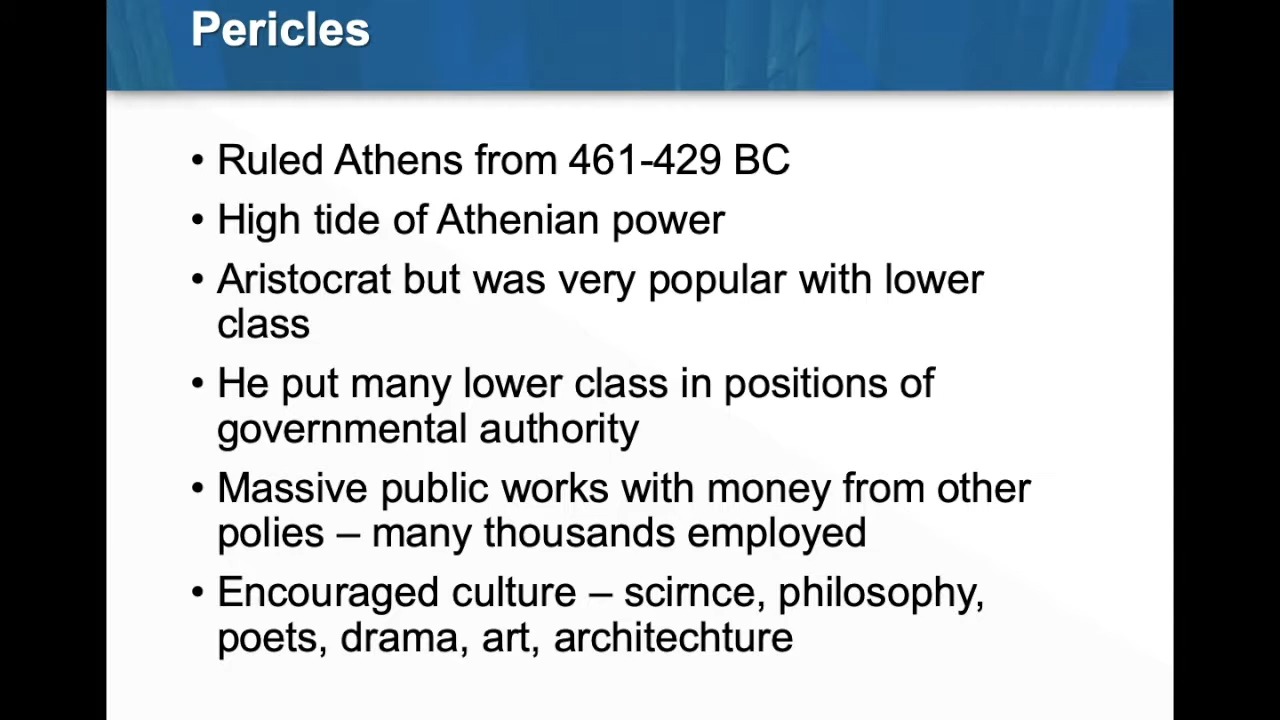 Pericles
• Ruled Athens from 461-429 BC
• High tide of Athenian power
• Aristocrat but was very popular with lower
class
• He put many lower class in positions of
governmental authority
• Massive public works with money from other
polies – many thousands employed
• Encouraged culture – scirnce, philosophy,
poets, drama, art, architechture